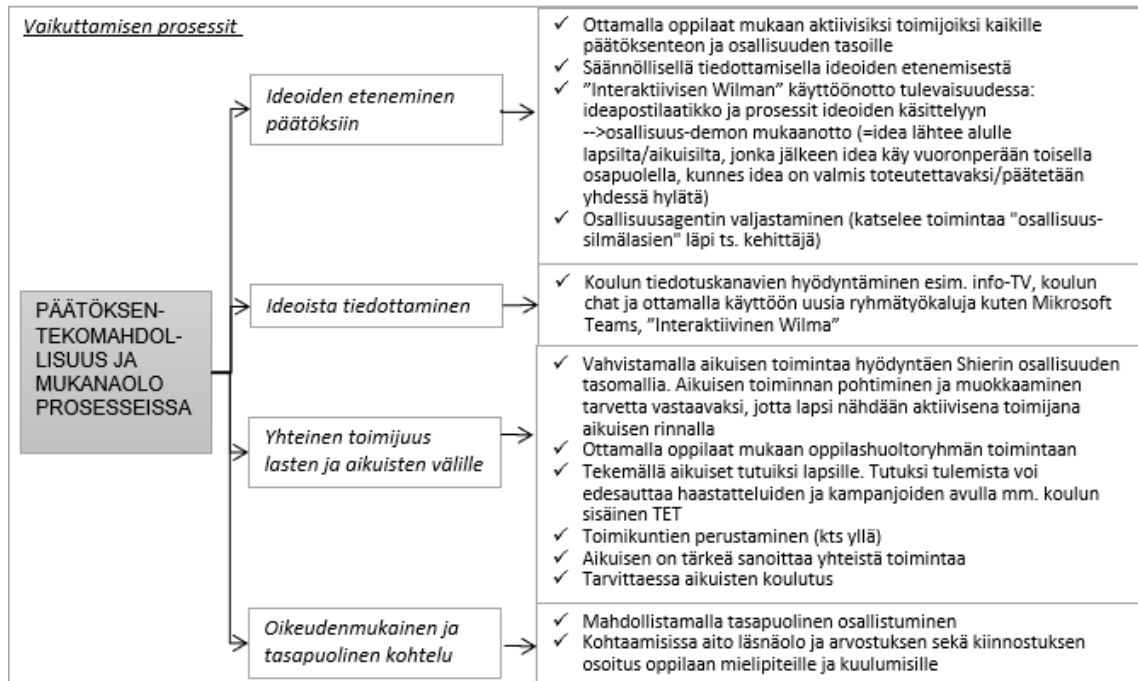 Vaikuttamisen prosessit
PÄÄTÖKSEN-
TEKOMAHDOL-
LISUUS JA
MUKANAOLO
PROSESSEISSA
Ideoiden eteneminen
päätöksiin
✓ Ottamalla oppilaat mukaan aktiivisiksi toimijoiksi kaikille
päätöksenteon ja osallisuuden tasoille
✓ Säännöllisellä tiedottamisella ideoiden etenemisestä
✓ ”Interaktiivisen Wilman” käyttöönotto tulevaisuudessa:
ideapostilaatikko ja prosessit ideoiden käsittelyyn
-->osallisuus-demon mukaanotto (=idea lähtee alulle
lapsilta/aikuisilta, jonka jälkeen idea käy vuoronperään toisella
osapuolella, kunnes idea on valmis toteutettavaksi/päätetään
yhdessä hylätä)
✓ Osallisuusagentin valjastaminen (katselee toimintaa "osallisuus-
silmälasien" läpi ts. kehittäjä)
Ideoista tiedottaminen
✓ Koulun tiedotuskanavien hyödyntäminen esim. info-TV, koulun
chat ja ottamalla käyttöön uusia ryhmätyökaluja kuten Mikrosoft
Teams, ”Interaktiivinen Wilma”
Yhteinen toimijuus
lasten ja aikuisten välille
✓ Vahvistamalla aikuisen toimintaa hyödyntäen Shierin osallisuuden
tasomallia. Aikuisen toiminnan pohtiminen ja muokkaaminen
tarvetta vastaavaksi, jotta lapsi nähdään aktiivisena toimijana
aikuisen rinnalla
✓ Ottamalla oppilaat mukaan oppilashuoltoryhmän toimintaan
✓ Tekemällä aikuiset tutuiksi lapsille. Tutuksi tulemista voi
edesauttaa haastatteluiden ja kampanjoiden avulla mm. koulun
sisäinen TET
✓ Toimikuntien perustaminen (kts yllä)
✓ Aikuisen on tärkeä sanoittaa yhteistä toimintaa
✓ Tarvittaessa aikuisten koulutus
Oikeudenmukainen ja
tasapuolinen kohtelu
✓ Mahdollistamalla tasapuolinen osallistuminen
✓ Kohtaamisissa aito läsnäolo ja arvostuksen sekä kiinnostuksen
osoitus oppilaan mielipiteille ja kuulumisille